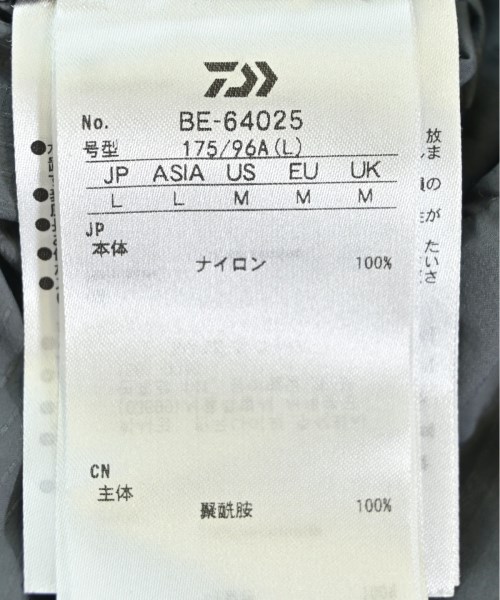 No. BE-64025
号型 175/96A(L)
JP ASIA US EU UK
L L M M M
JP
本体
ナイロン 100%
CN
主体
聚酰胺 100%
放
ま
の
が
た
い
さ